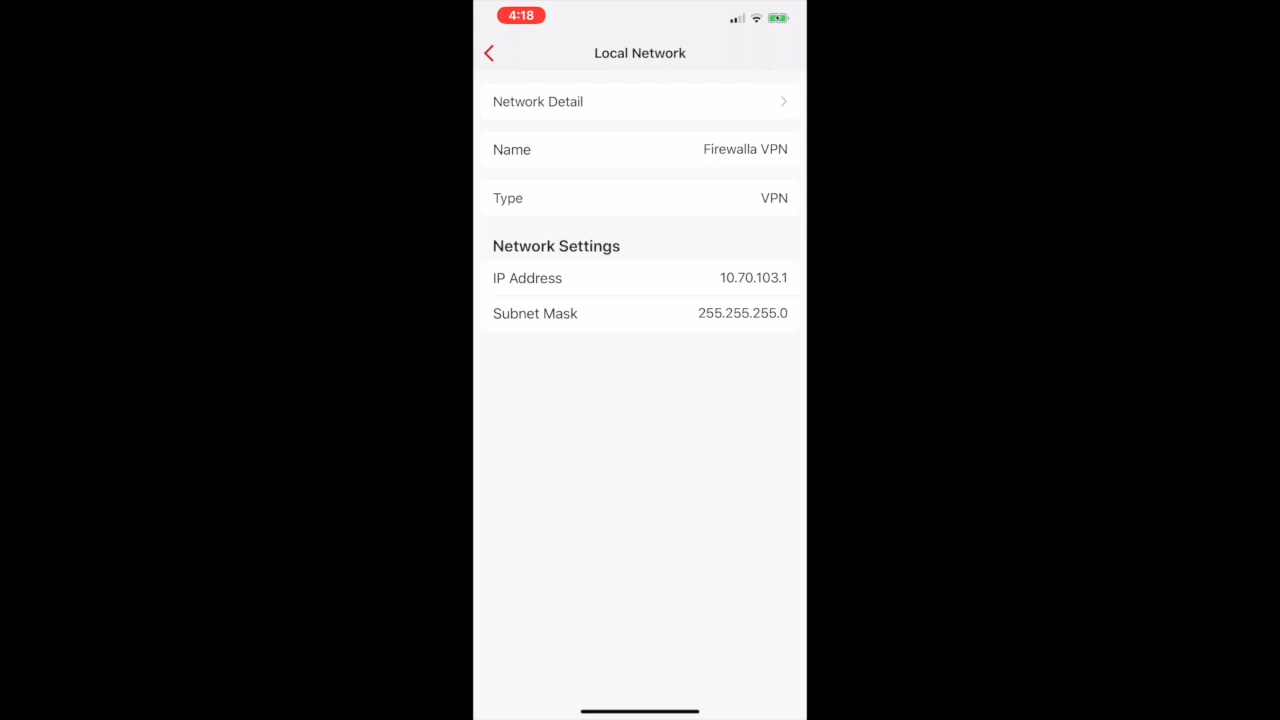 4:18
Local Network
Network Detail
Name Firewalla VPN
Type VPN
Network Settings
IP Address 10.70.103.1
Subnet Mask 255.255.255.0